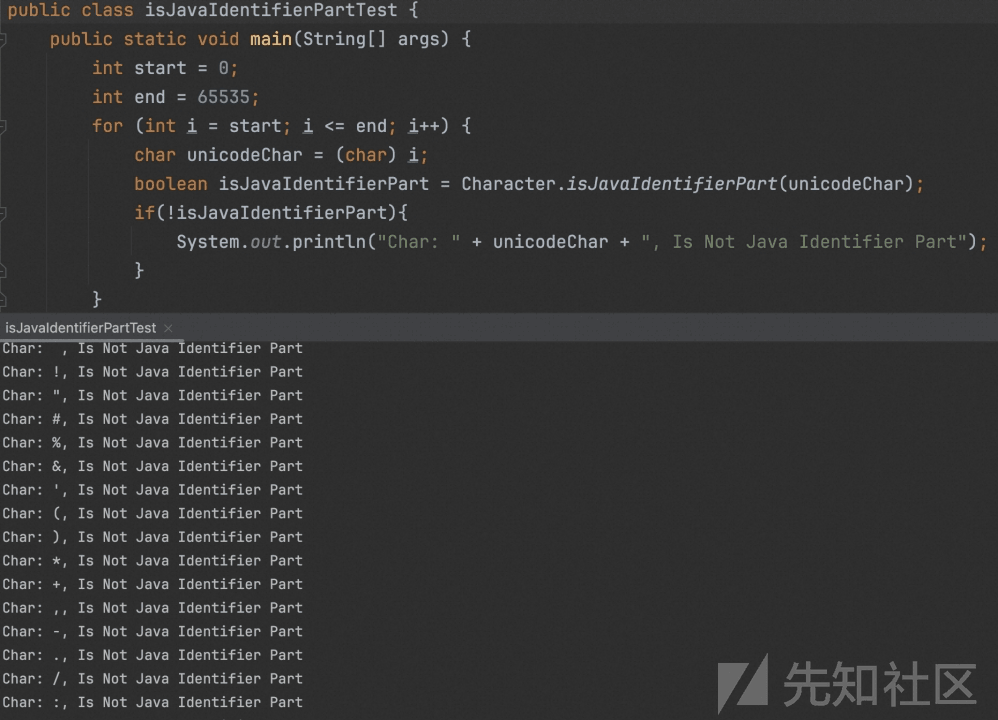 public class isJavaIdentifierPartTest {
public static void main(String[] args) {
int start = 0;
int end = 65535;
for (int i = start; i <= end; i++) {
char unicodeChar = (char) i;
boolean isJavaIdentifierPart = Character.isJavaIdentifierPart(unicodeChar);
if(!isJavaIdentifierPart){
System.out.println("Char: " + unicodeChar + ", Is Not Java Identifier Part");
}
}
isJavaIdentifierPartTest ×
Char:  , Is Not Java Identifier Part
Char: !, Is Not Java Identifier Part
Char: ", Is Not Java Identifier Part
Char: #, Is Not Java Identifier Part
Char: %, Is Not Java Identifier Part
Char: &, Is Not Java Identifier Part
Char: ', Is Not Java Identifier Part
Char: (, Is Not Java Identifier Part
Char: ), Is Not Java Identifier Part
Char: *, Is Not Java Identifier Part
Char: +, Is Not Java Identifier Part
Char: ,, Is Not Java Identifier Part
Char: -, Is Not Java Identifier Part
Char: ., Is Not Java Identifier Part
Char: /, Is Not Java Identifier Part
Char: :, Is Not Java Identifier Part
先知社区